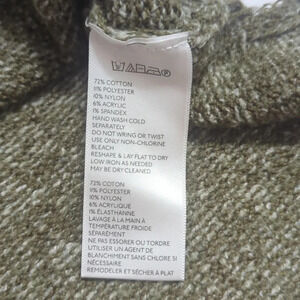 72% COTTON
11% POLYESTER
10% NYLON
6% ACRYLIC
1% SPANDEX
HAND WASH COLD
SEPARATELY
DO NOT WRING OR TWIST
USE ONLY NON-CHLORINE
BLEACH
RESHAPE & LAY FLAT TO DRY
LOW IRON AS NEEDED
MAY BE DRY CLEANED
72% COTON
11% POLYESTER
10% NYLON
6% ACRYLIQUE
1% ÉLASTHANNE
LAVAGE À LA MAIN À
TEMPÉRATURE FROIDE
SÉPARÉMENT
NE PAS ESSORER OU TORDRE
UTILISER UN AGENT DE
BLANCHIMENT SANS CHLORE SI
NÉCESSAIRE
REMODELER ET SÉCHER À PLAT